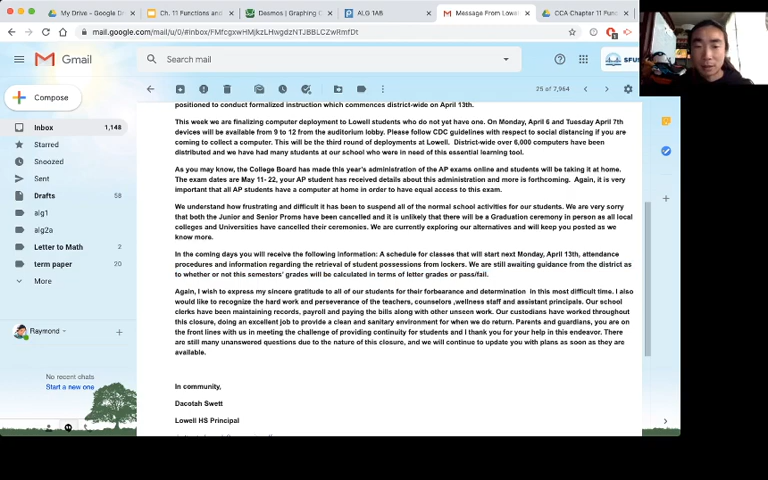 My Drive - Google Dr
Ch. 11 Functions and
Desmos | Graphing
ALG 1AB
Message From Lowel
CCA Chapter 11 Func
mail.google.com/mail/u/0/#inbox/FMfcgxwHMjkzLHwgdzNTJBBLCZwRmfDt
Gmail
Search mail
SFUS
Compose
25 of 7,964
Inbox 1,148
Starred
Snoozed
Sent
Drafts 58
alg1
alg2a
Letter to Math 2
term paper 20
More
Raymond
No recent chats
Start a new one
positioned to conduct formalized instruction which commences district-wide on April 13th.
This week we are finalizing computer deployment to Lowell students who do not yet have one. On Monday, April 6 and Tuesday April 7th
devices will be available from 9 to 12 from the auditorium lobby. Please follow CDC guidelines with respect to social distancing if you are
coming to collect a computer. This will be the third round of deployments at Lowell. District-wide over 6,000 computers have been
distributed and we have had many students at our school who were in need of this essential learning tool.
As you may know, the College Board has made this year's administration of the AP exams online and students will be taking it at home.
The exam dates are May 11- 22, your AP student has received details about this administration and more is forthcoming. Again, it is very
important that all AP students have a computer at home in order to have equal access to this exam.
We understand how frustrating and difficult it has been to suspend all of the normal school activities for our students. We are very sorry
that both the Junior and Senior Proms have been cancelled and it is unlikely that there will be a Graduation ceremony in person as all local
colleges and Universities have cancelled their ceremonies. We are currently exploring our alternatives and will keep you posted as we
know more.
In the coming days you will receive the following information: A schedule for classes that will start next Monday, April 13th, attendance
procedures and information regarding the retrieval of student possessions from lockers. We are still awaiting guidance from the district as
to whether or not this semesters' grades will be calculated in terms of letter grades or pass/fail.
Again, I wish to express my sincere gratitude to all of our students for their forbearance and determination in this most difficult time. I also
would like to recognize the hard work and perseverance of the teachers, counselors ,wellness staff and assistant principals. Our school
clerks have been maintaining records, payroll and paying the bills along with other unseen work. Our custodians have worked throughout
this closure, doing an excellent job to provide a clean and sanitary environment for when we do return. Parents and guardians, you are on
the front lines with us in meeting the challenge of providing continuity for students and I thank you for your help in this endeavor. There
are still many unanswered questions due to the nature of this closure, and we will continue to update you with plans as soon as they are
available.
In community,
Dacotah Swett
Lowell HS Principal